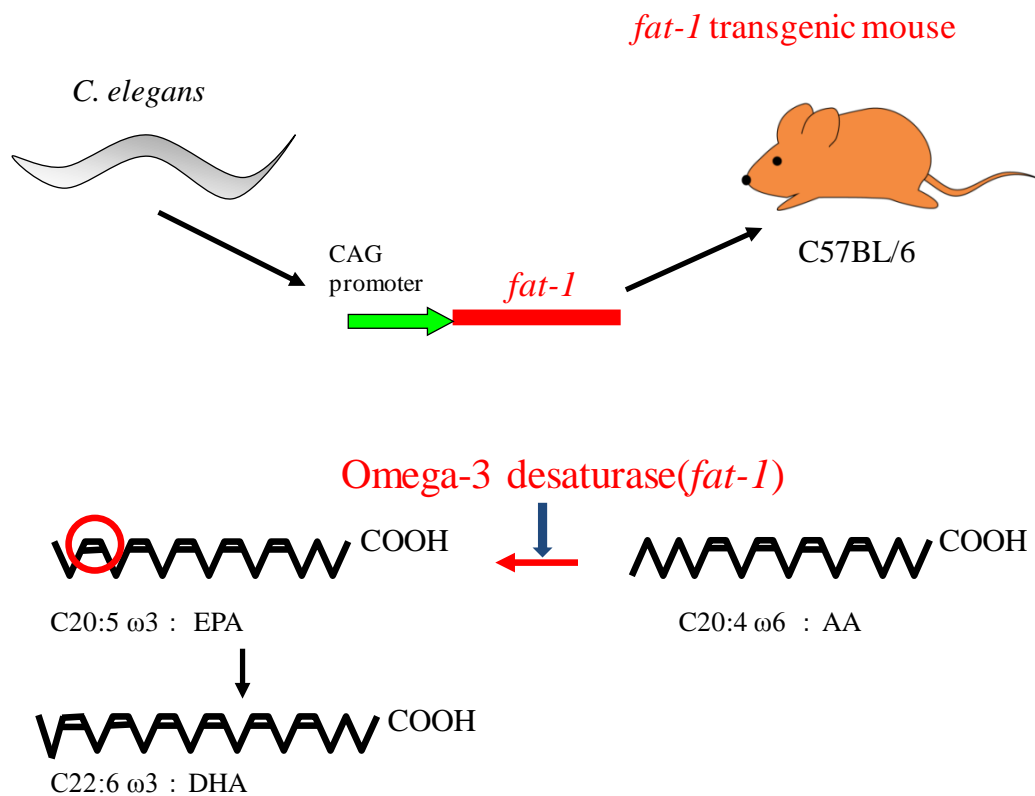 fat-1 transgenic mouse
C. elegans
C57BL/6
CAG
promoter
fat-1
Omega-3 desaturase(fat-1)
COOH
COOH
C20:5 ω3 : EPA
C20:4 ω6 : AA
COOH
C22:6 ω3 : DHA